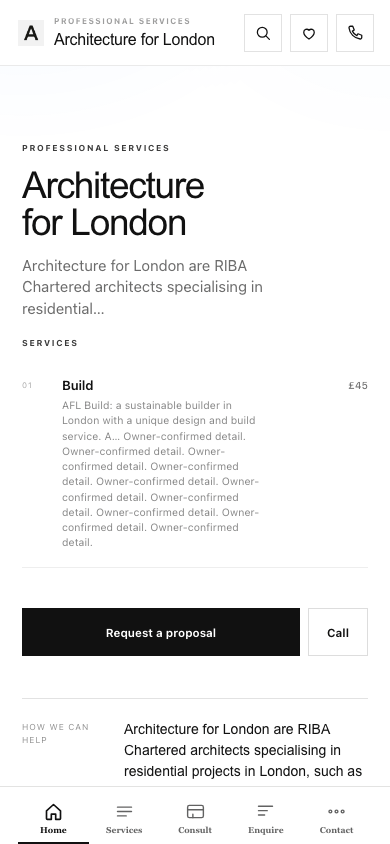 A
PROFESSIONAL SERVICES
Architecture for London
PROFESSIONAL SERVICES
Architecture
for London
Architecture for London are RIBA
Chartered architects specialising in
residential...
SERVICES
01
Build
£45
AFL Build: a sustainable builder in
London with a unique design and build
service. A... Owner-confirmed detail.
Owner-confirmed detail. Owner-
confirmed detail. Owner-confirmed
detail. Owner-confirmed detail. Owner-
confirmed detail. Owner-confirmed
detail. Owner-confirmed detail. Owner-
confirmed detail. Owner-confirmed
detail.
Request a proposal
Call
HOW WE CAN
HELP
Architecture for London are RIBA
Chartered architects specialising in
residential projects in London, such as
Home
Services
Consult
Enquire
Contact